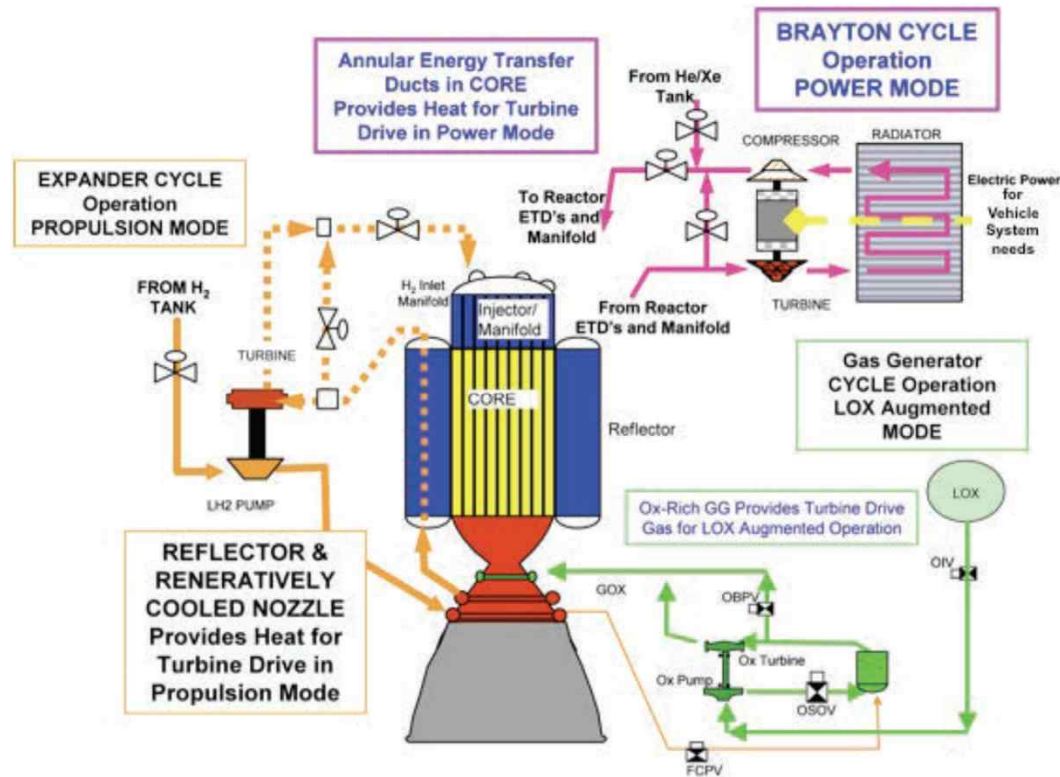 Annular Energy Transfer
Ducts in CORE
Provides Heat for Turbine
Drive in Power Mode
From He/Xe
Tank
BRAYTON CYCLE
Operation
POWER MODE
COMPRESSOR
RADIATOR
To Reactor
ETD's and
Manifold
Electric Power
for
Vehicle
System
needs
From Reactor
ETD's and Manifold
TURBINE
EXPANDER CYCLE
Operation
PROPULSION MODE
FROM H₂
TANK
TURBINE
LH2 PUMP
H₂ Inlet
Manifold
Injector/
Manifold
CORE
Reflector
Gas Generator
CYCLE Operation
LOX Augmented
MODE
Ox-Rich GG Provides Turbine Drive
Gas for LOX Augmented Operation
LOX
OIV
GOX
OBPV
Ox Turbine
Ox Pump
OSOV
FCPV
REFLECTOR &
RENERATIVELY
COOLED NOZZLE
Provides Heat for
Turbine Drive in
Propulsion Mode